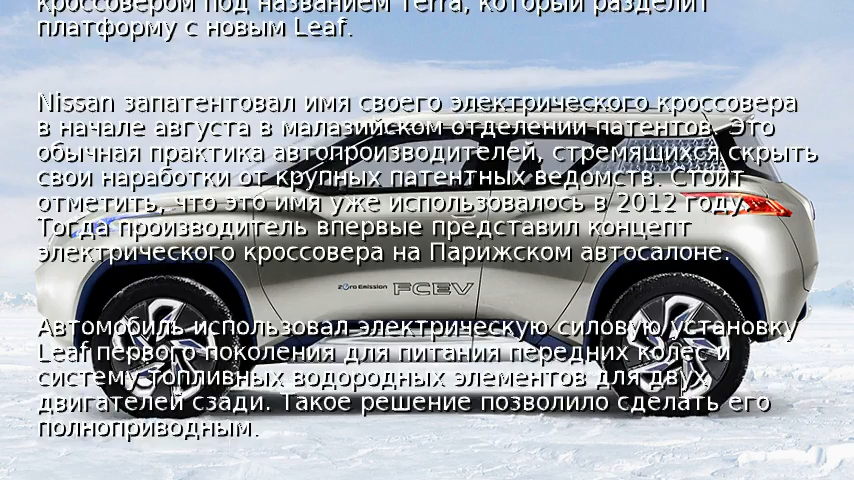 кроссовером под названием Terra, который разделит
платформу с новым Leaf.
Nissan запатентовал имя своего электрического кроссовера
в начале августа в малазийском отделении патентов. Это
обычная практика автопроизводителей, стремящихся скрыть
свои наработки от крупных патентных ведомств. Стоит
отметить, что это имя уже использовалось в 2012 году.
Тогда производитель впервые представил концепт
электрического кроссовера на Парижском автосалоне.
Zero Emission FCEV
Автомобиль использовал электрическую силовую установку
Leaf первого поколения для питания передних колес и
систему топливных водородных элементов для двух
двигателей сзади. Такое решение позволило сделать его
полноприводным.